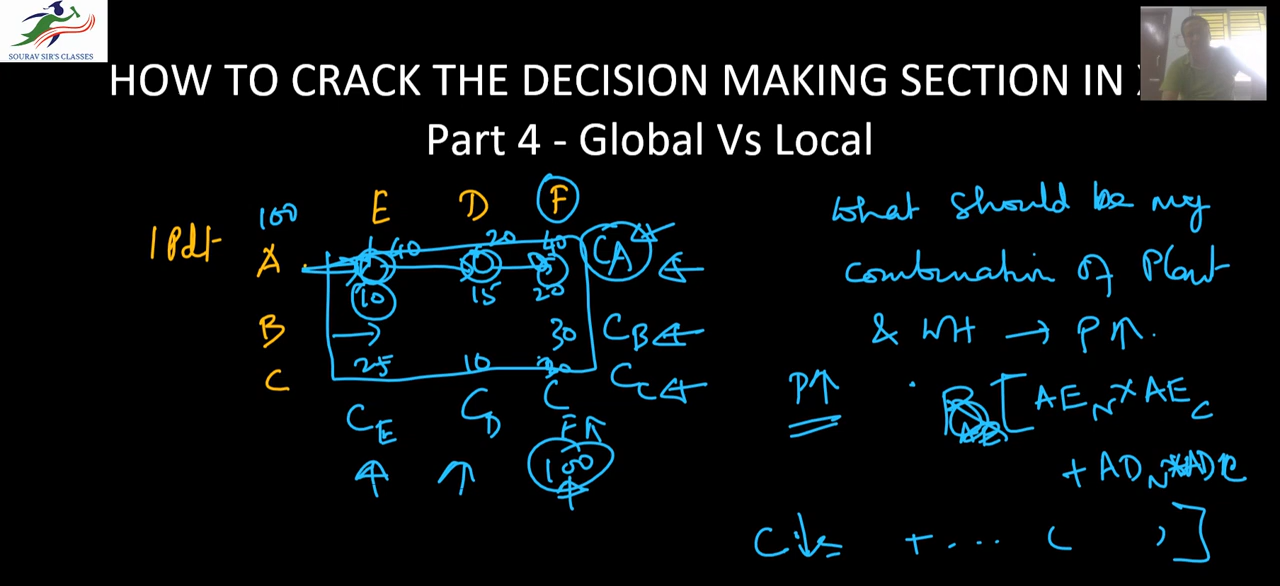 SOURAV SIR'S CLASSES
HOW TO CRACK THE DECISION MAKING SECTION IN
Part 4 - Global Vs Local
1 Pdt
100 E D F
A 40 20 40 CA
10 15 20
B 30 CB
C 25 10 CC
CE CD CF
100
What should be my
combination of Plant
& WH → P↑.
P↑
[AEN × AEC
+ ADN × ADC
C↓
+ ... ( )]